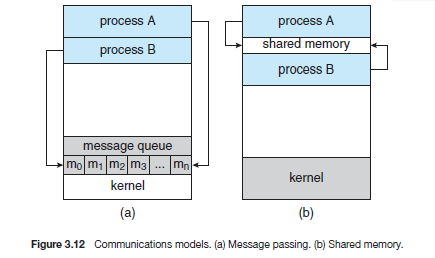 process A
process B
message queue
m0 m1 m2 m3 ... mn
kernel
(a)
process A
shared memory
process B
kernel
(b)
Figure 3.12 Communications models. (a) Message passing. (b) Shared memory.